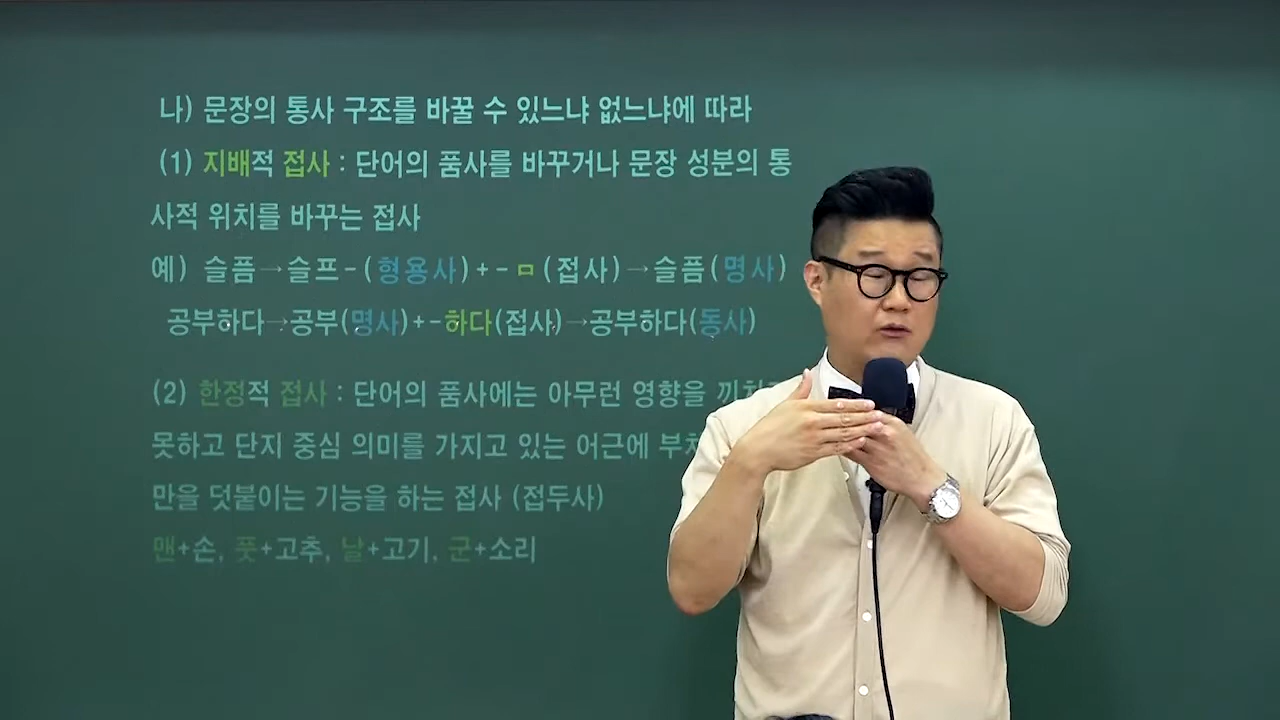 나) 문장의 통사 구조를 바꿀 수 있느냐 없느냐에 따라
(1) 지배적 접사 : 단어의 품사를 바꾸거나 문장 성분의 통
사적 위치를 바꾸는 접사
예) 슬픔→슬프-(형용사)+-ㅁ(접사)→슬픔(명사)
공부하다→공부(명사)+-하다(접사)→공부하다(동사)
(2) 한정적 접사 : 단어의 품사에는 아무런 영향을
못하고 단지 중심 의미를 가지고 있는 어근에
만을 덧붙이는 기능을 하는 접사 (접두사)
맨+손, 풋+고추, 날+고기, 군+소리